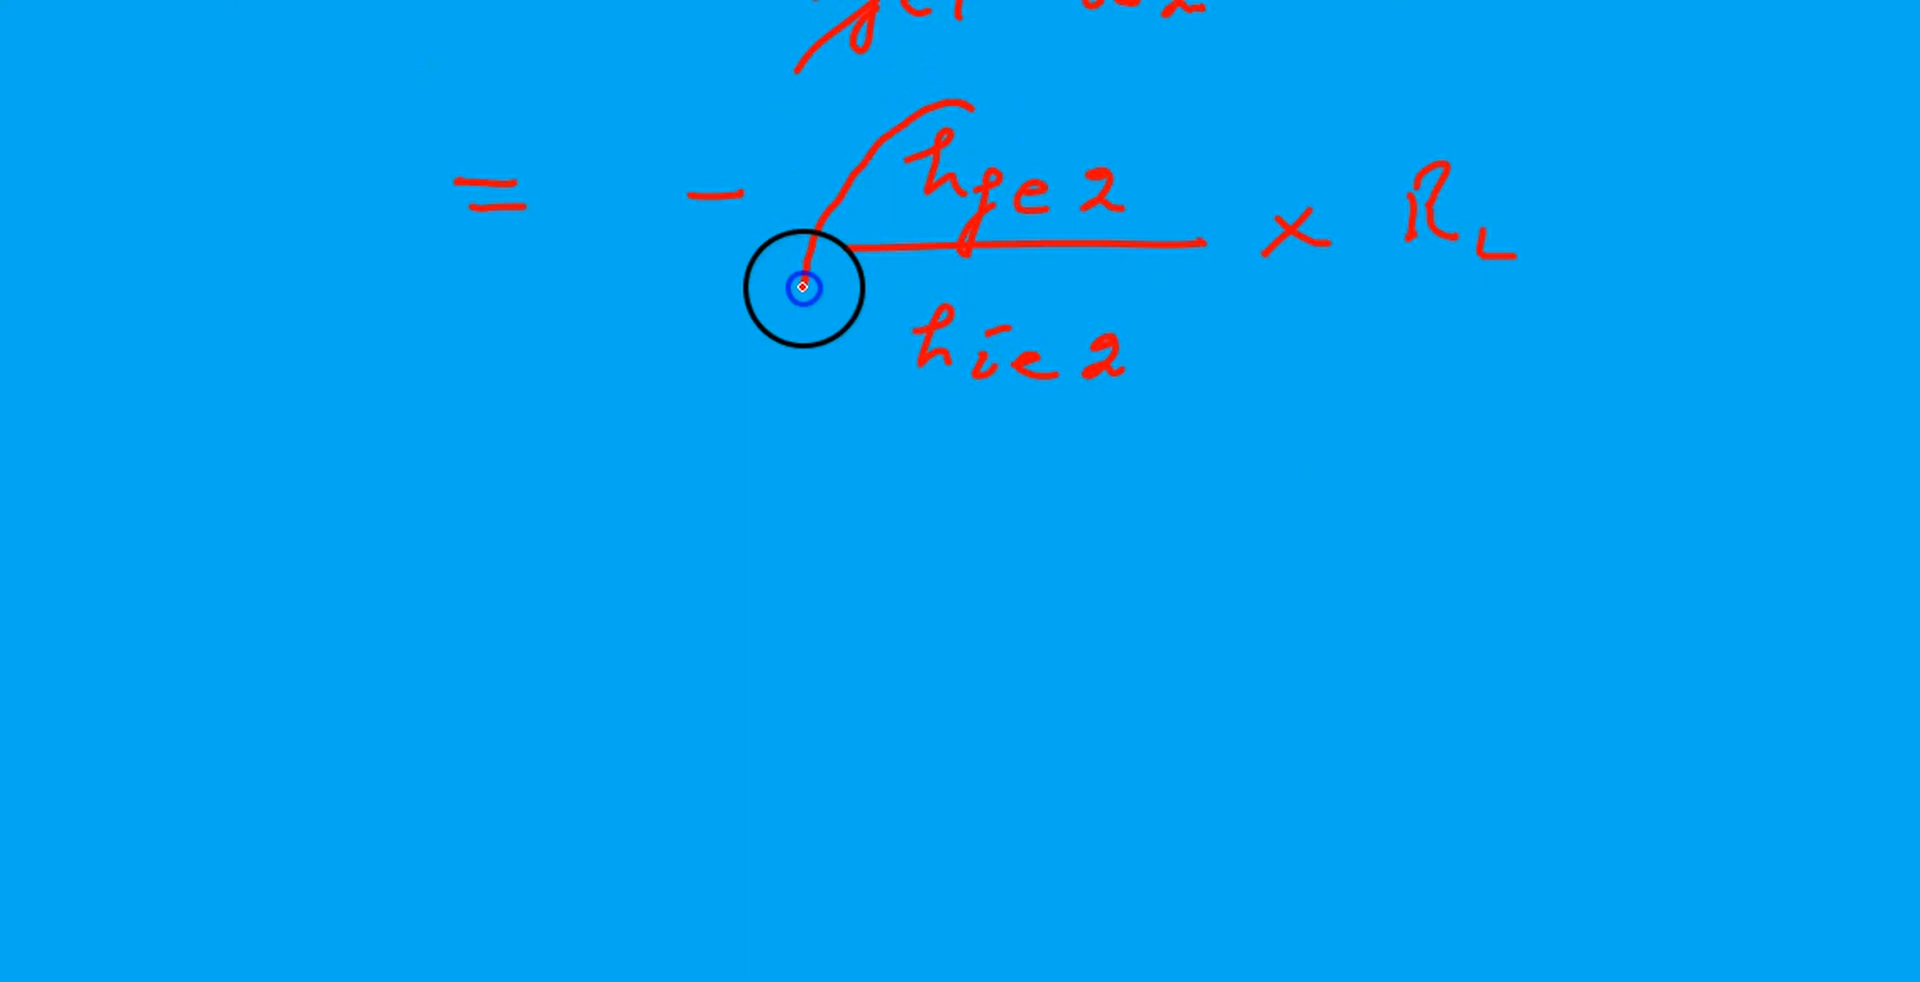 = - hfe2 / hie2 × RL